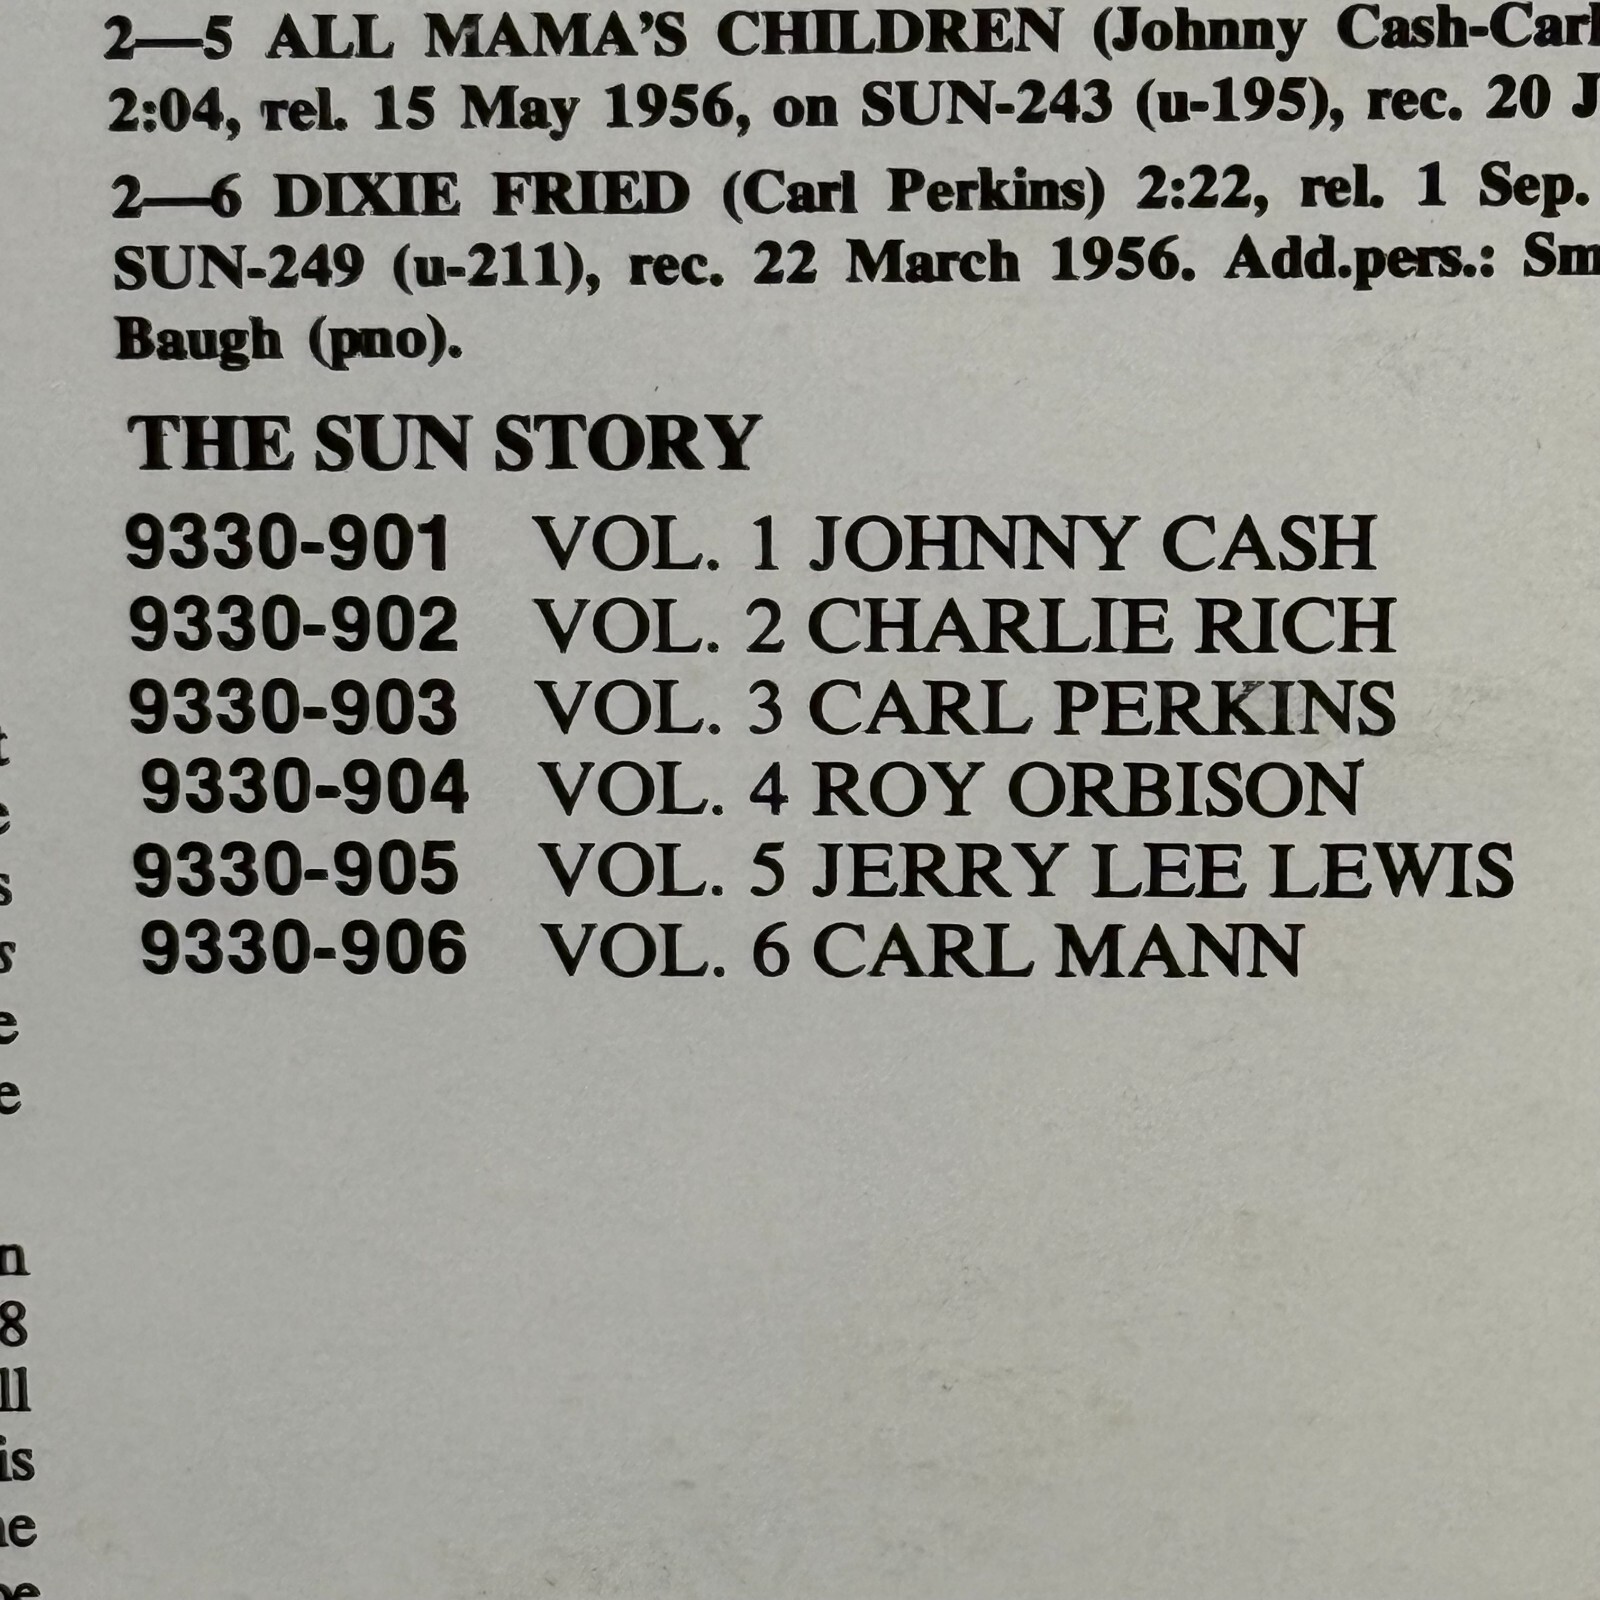 2—5 ALL MAMA'S CHILDREN (Johnny Cash-Carl
2:04, rel. 15 May 1956, on SUN-243 (u-195), rec. 20 J
2—6 DIXIE FRIED (Carl Perkins) 2:22, rel. 1 Sep.
SUN-249 (u-211), rec. 22 March 1956. Add.pers.: Sm
Baugh (pno).
THE SUN STORY
9330-901 VOL. 1 JOHNNY CASH
9330-902 VOL. 2 CHARLIE RICH
9330-903 VOL. 3 CARL PERKINS
9330-904 VOL. 4 ROY ORBISON
9330-905 VOL. 5 JERRY LEE LEWIS
9330-906 VOL. 6 CARL MANN